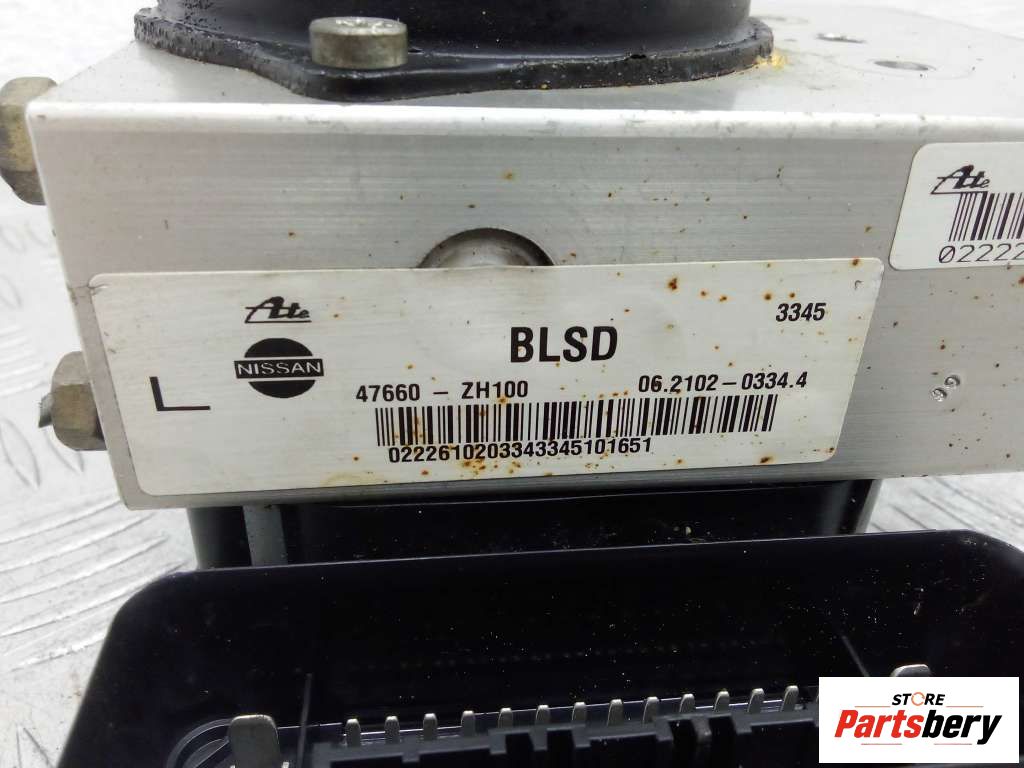 Ate
02222
Ate
3345
BLSD
NISSAN
L
47660 - ZH100
06.2102-0334.4
02226102033433345101651
STORE
Partsbery